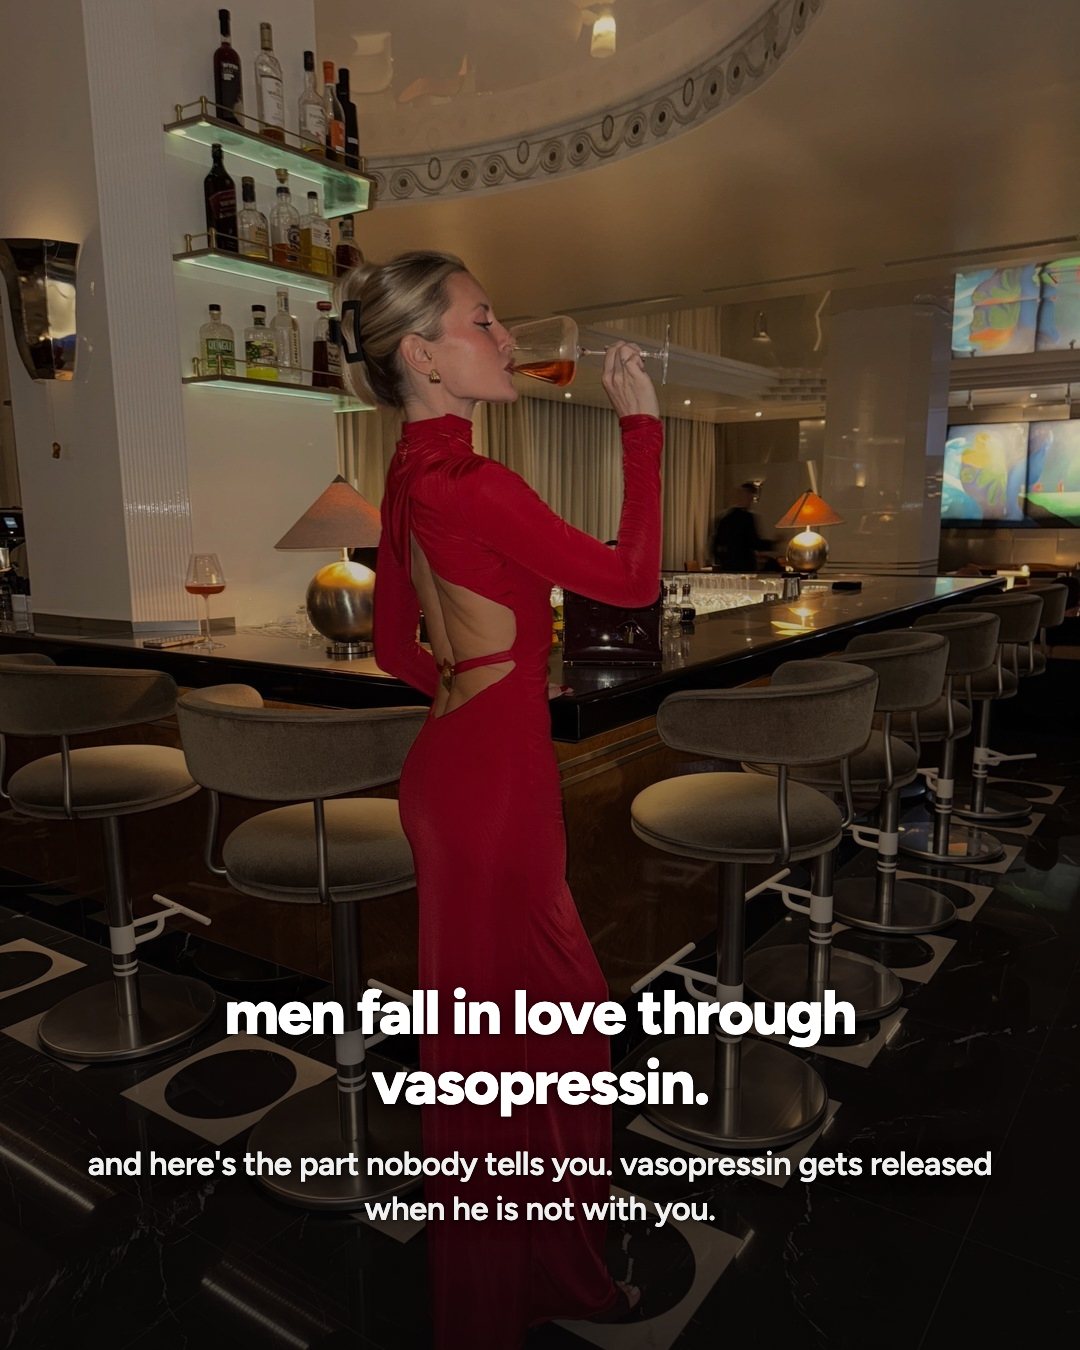 men fall in love through
vasopressin.
and here's the part nobody tells you. vasopressin gets released
when he is not with you.